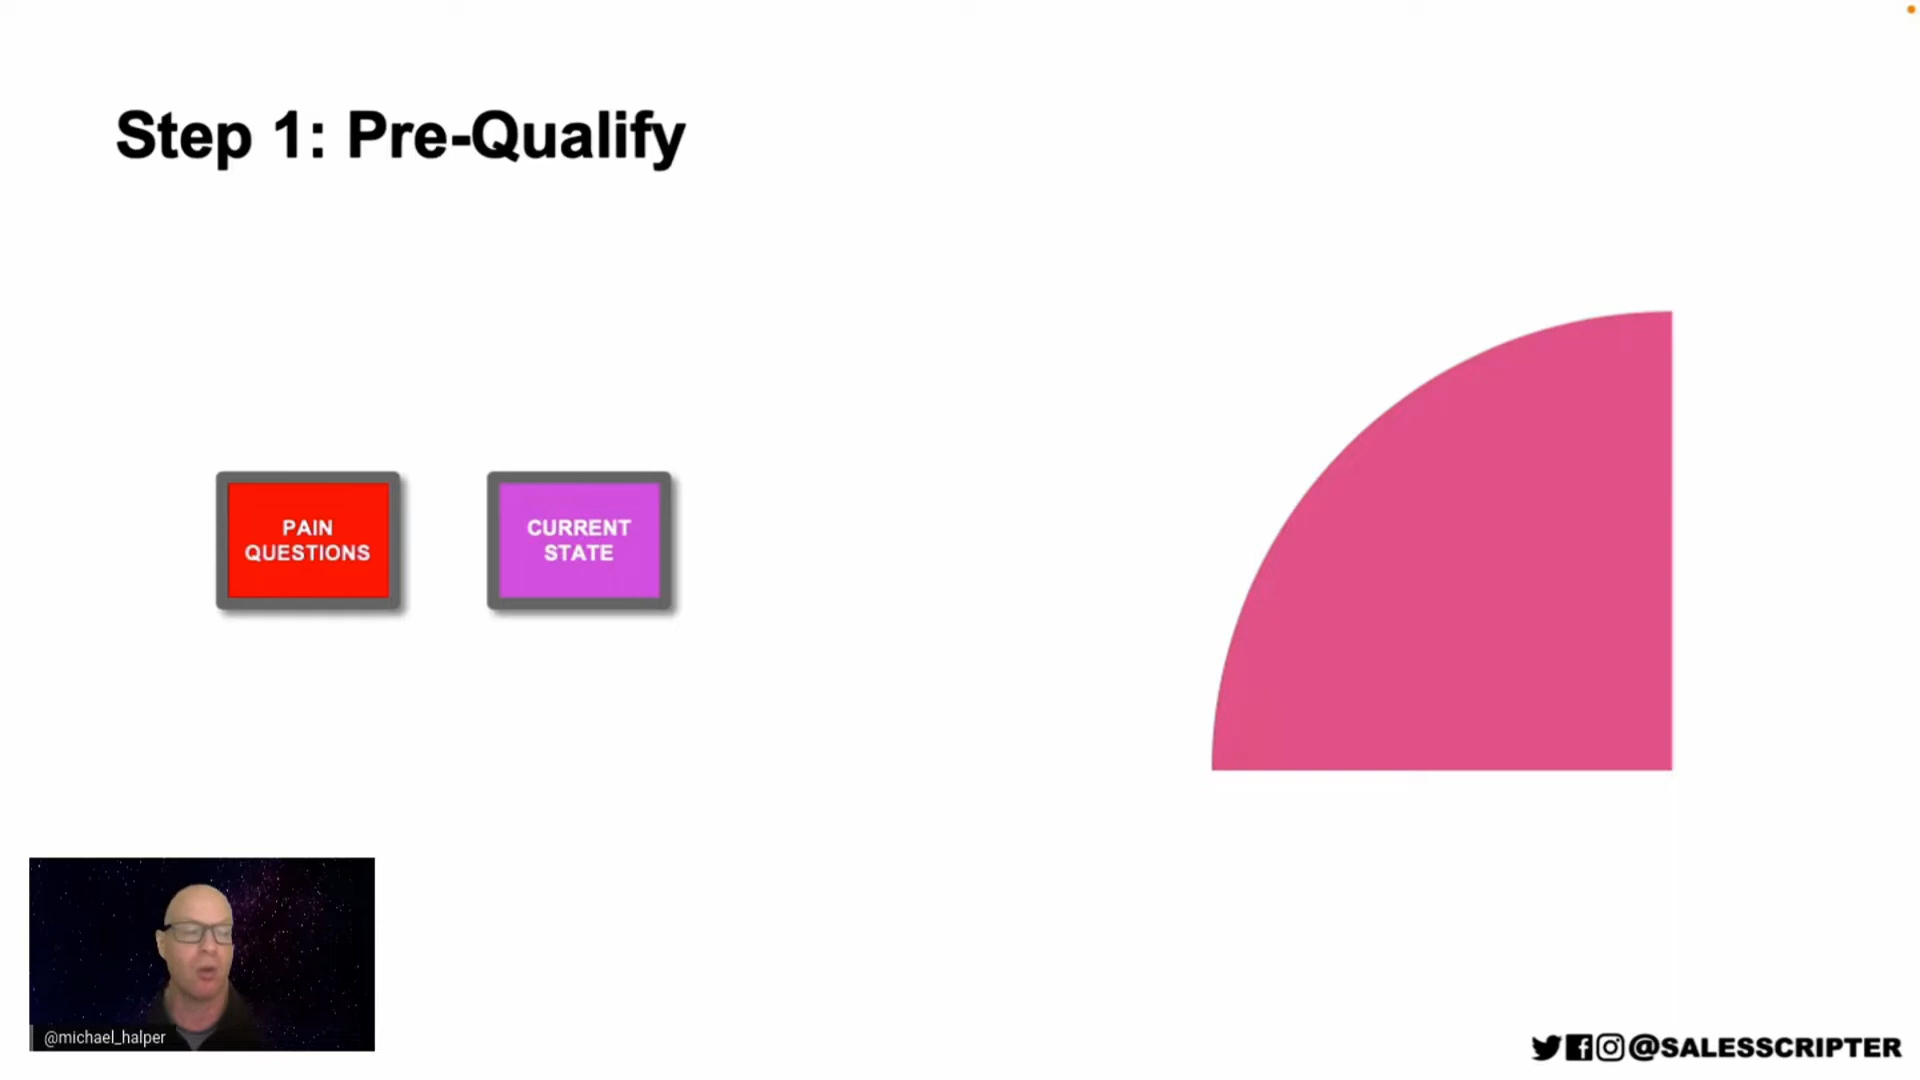 Step 1: Pre-Qualify
PAIN
QUESTIONS
CURRENT
STATE
@michael_halper
@SALESSCRIPTER